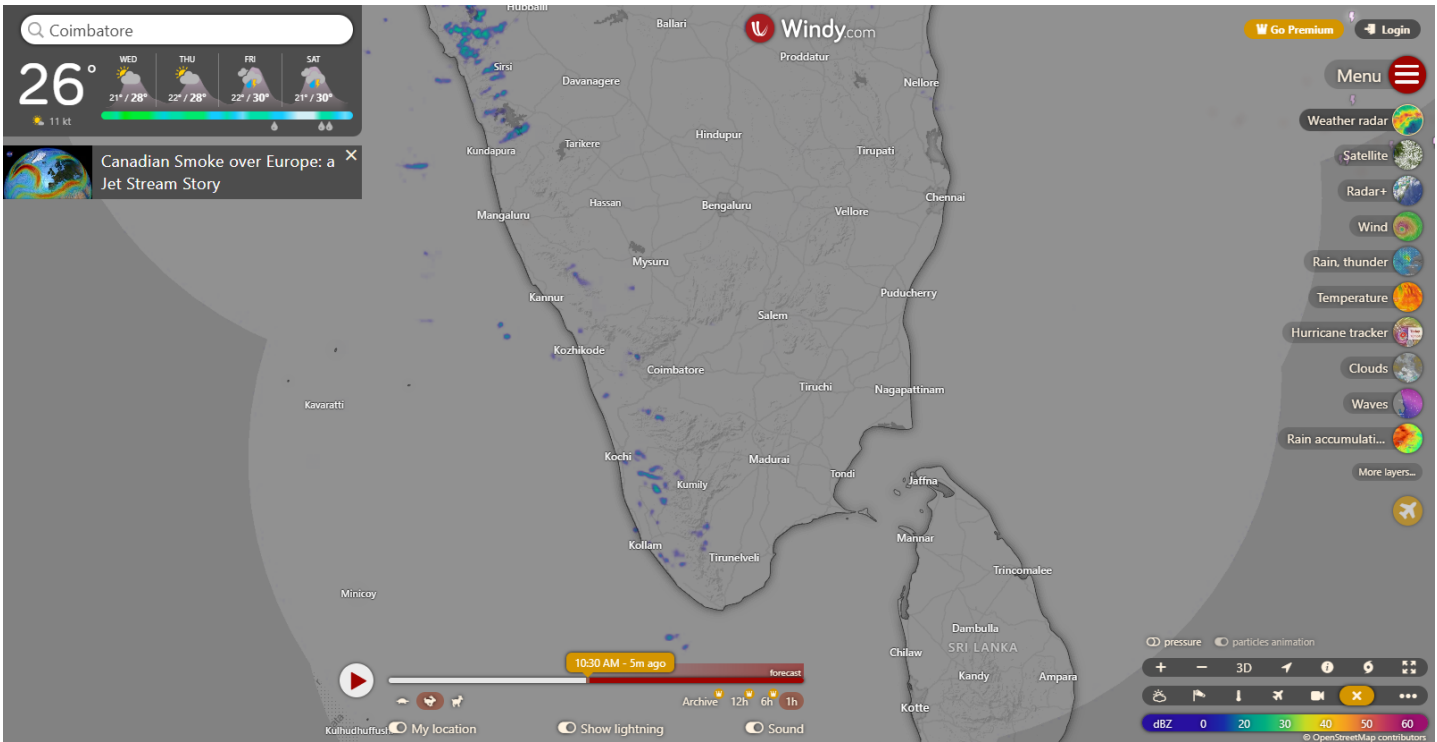 Coimbatore
26°
11 kt
WED THU FRI SAT
21° / 28° 22° / 28° 22° / 30° 21° / 30°
Canadian Smoke over Europe: a
Jet Stream Story
Windy.com
Go Premium
Login
Menu
Weather radar
Satellite
Radar+
Wind
Rain, thunder
Temperature
Hurricane tracker
Clouds
Waves
Rain accumulati...
More layers...
Hubballi
Ballari
Proddatur
Sirsi
Davanagere
Nellore
Hindupur
Kundapura
Tarikere
Tirupati
Hassan
Bengaluru
Vellore
Chennai
Mangaluru
Mysuru
Kannur
Puducherry
Salem
Kozhikode
Coimbatore
Tiruchi
Nagapattinam
Kavaratti
Kochi
Madurai
Tondi
Kumily
Jaffna
Kollam
Mannar
Tirunelveli
Trincomalee
Minicoy
Dambulla
SRI LANKA
Chilaw
Kandy
Ampara
Kotte
Kulhudhuffush
10:30 AM - 5m ago
forecast
Archive 12h 6h 1h
My location
Show lightning
Sound
pressure
particles animation
+ − 3D
dBZ 0 20 30 40 50 60
© OpenStreetMap contributors